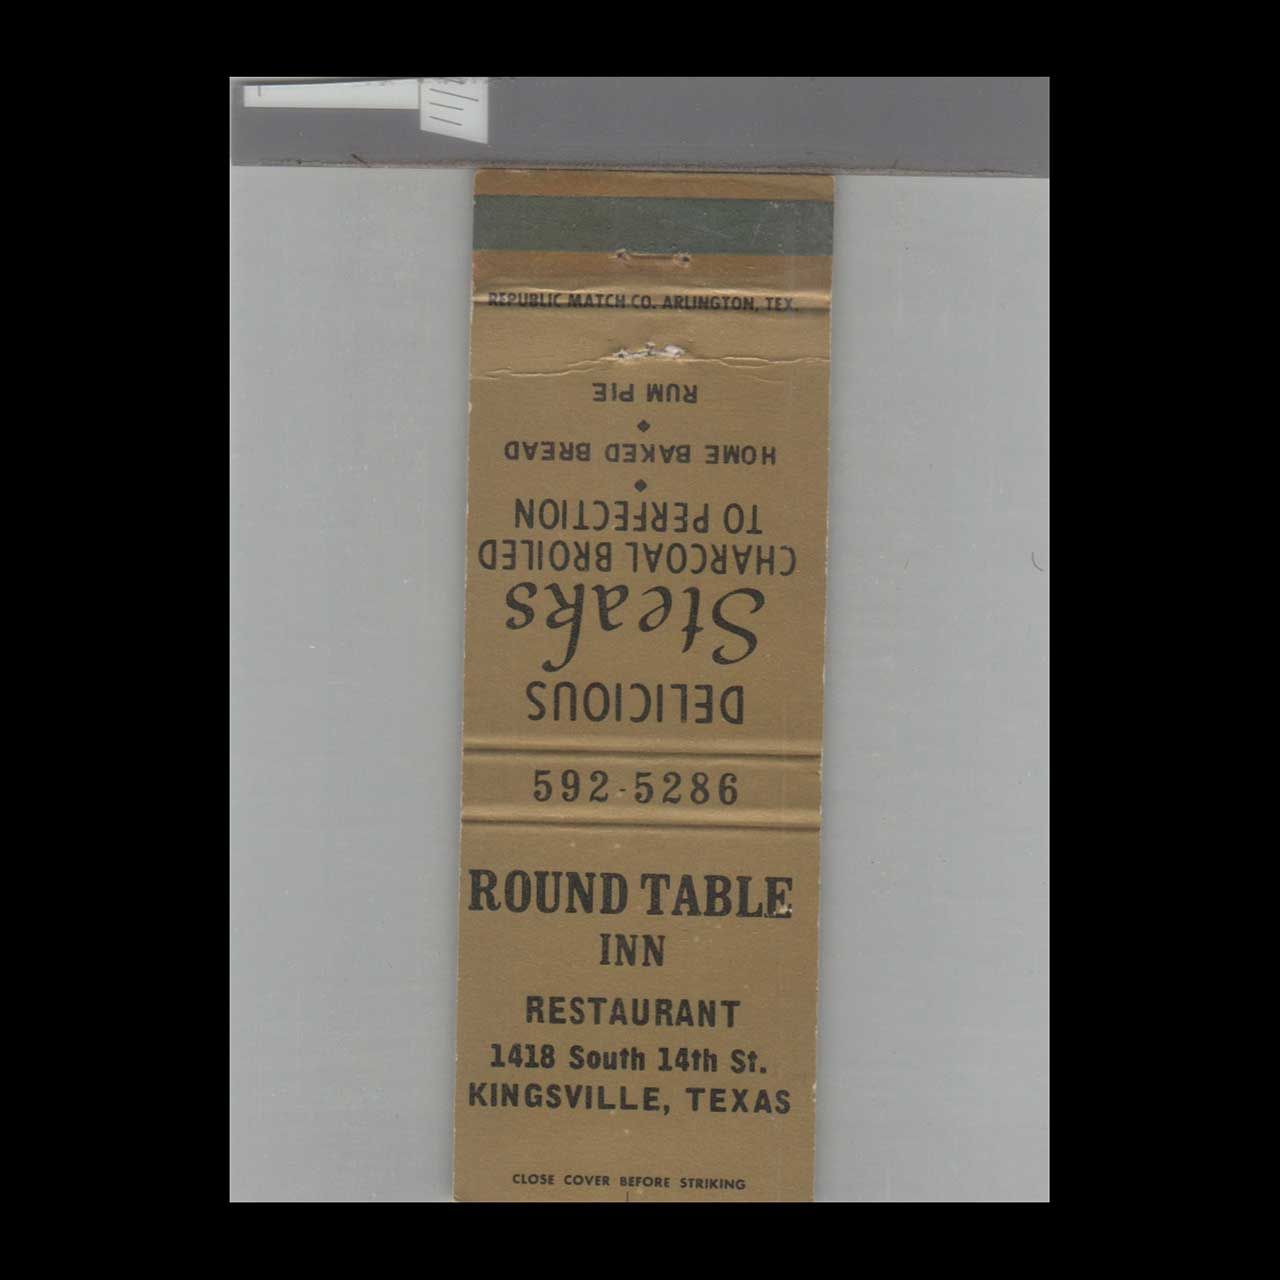 REPUBLIC MATCH CO. ARLINGTON, TEX.
DELICIOUS
Steaks
CHARCOAL BROILED
TO PERFECTION
HOME BAKED BREAD
RUM PIE
592-5286
ROUND TABLE
INN
RESTAURANT
1418 South 14th St.
KINGSVILLE, TEXAS
CLOSE COVER BEFORE STRIKING